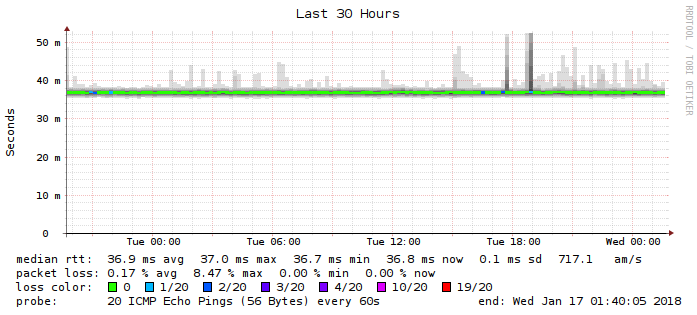 Last 30 Hours
RRDTOOL / TOBI OETIKER
Seconds
50 m
40 m
30 m
20 m
10 m
0
Tue 00:00 Tue 06:00 Tue 12:00 Tue 18:00 Wed 00:00
median rtt: 36.9 ms avg 37.0 ms max 36.7 ms min 36.8 ms now 0.1 ms sd 717.1 am/s
packet loss: 0.17 % avg 8.47 % max 0.00 % min 0.00 % now
loss color: 0 1/20 2/20 3/20 4/20 10/20 19/20
probe: 20 ICMP Echo Pings (56 Bytes) every 60s end: Wed Jan 17 01:40:05 2018